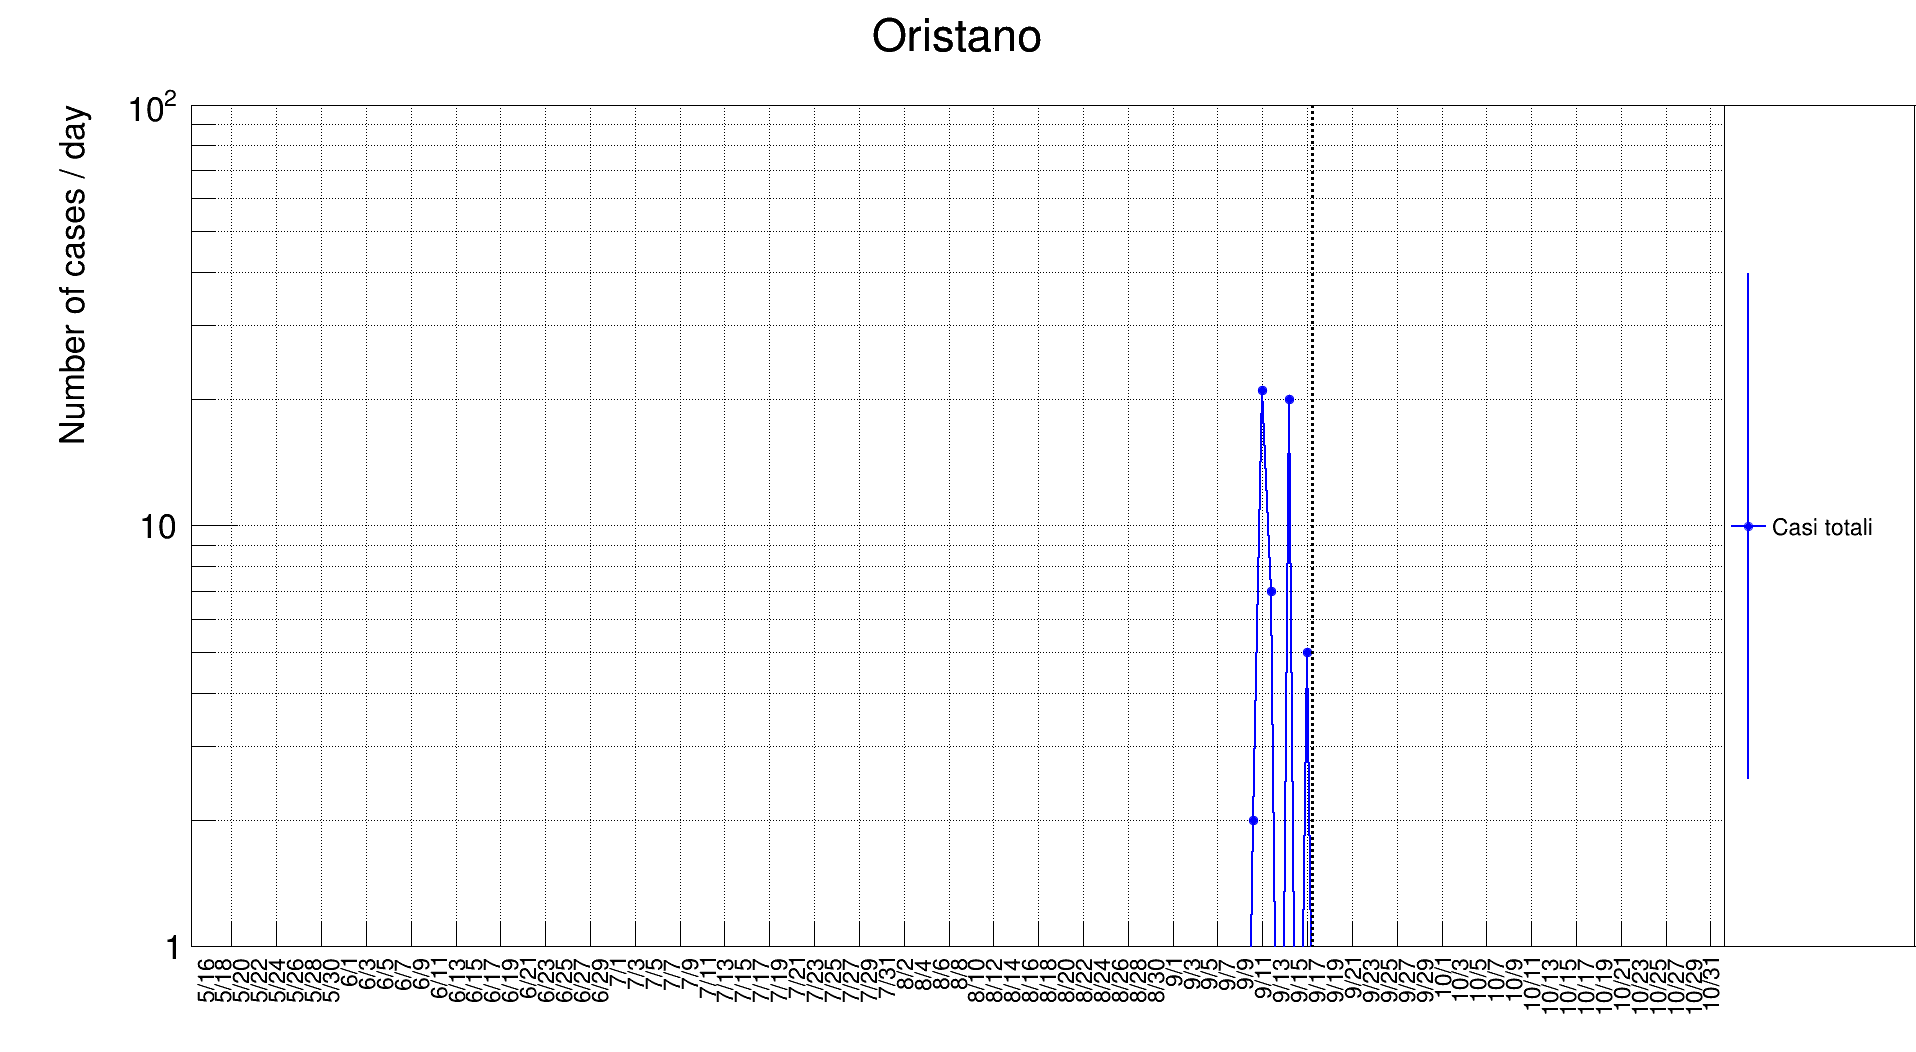 Oristano
Number of cases / day
10²
10
1
5/16 5/18 5/20 5/22 5/24 5/26 5/28 5/30 6/1 6/3 6/5 6/7 6/9 6/11 6/13 6/15 6/17 6/19 6/21 6/23 6/25 6/27 6/29 7/1 7/3 7/5 7/7 7/9 7/11 7/13 7/15 7/17 7/19 7/21 7/23 7/25 7/27 7/29 7/31 8/2 8/4 8/6 8/8 8/10 8/12 8/14 8/16 8/18 8/20 8/22 8/24 8/26 8/28 8/30 9/1 9/3 9/5 9/7 9/9 9/11 9/13 9/15 9/17 9/19 9/21 9/23 9/25 9/27 9/29 10/1 10/3 10/5 10/7 10/9 10/11 10/13 10/15 10/17 10/19 10/21 10/23 10/25 10/27 10/29 10/31
Casi totali